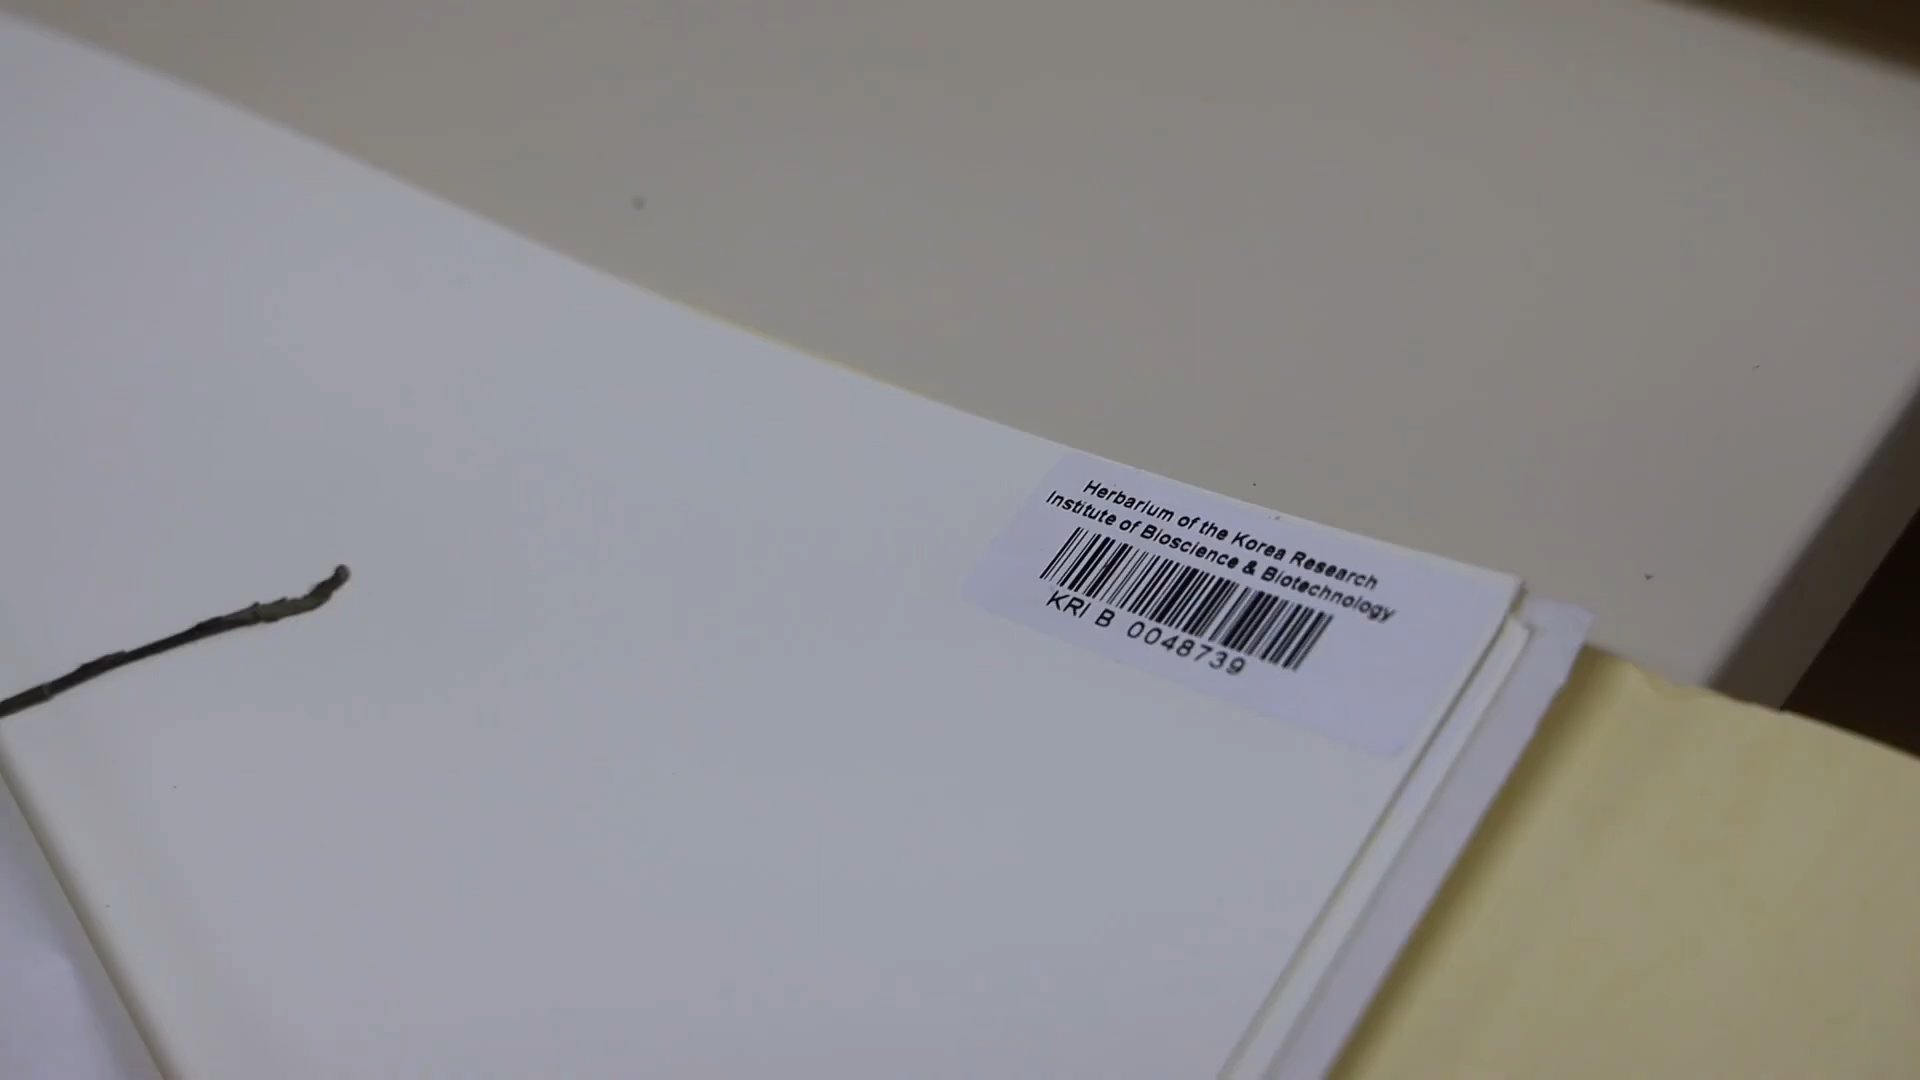 Herbarium of the Korea Research
Institute of Bioscience & Biotechnology
KRI B 0048739